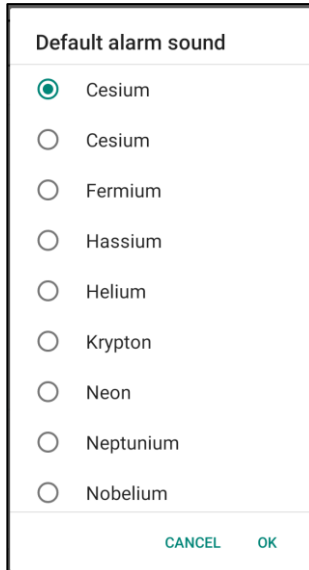 Default alarm sound
Cesium
Cesium
Fermium
Hassium
Helium
Krypton
Neon
Neptunium
Nobelium
CANCEL OK